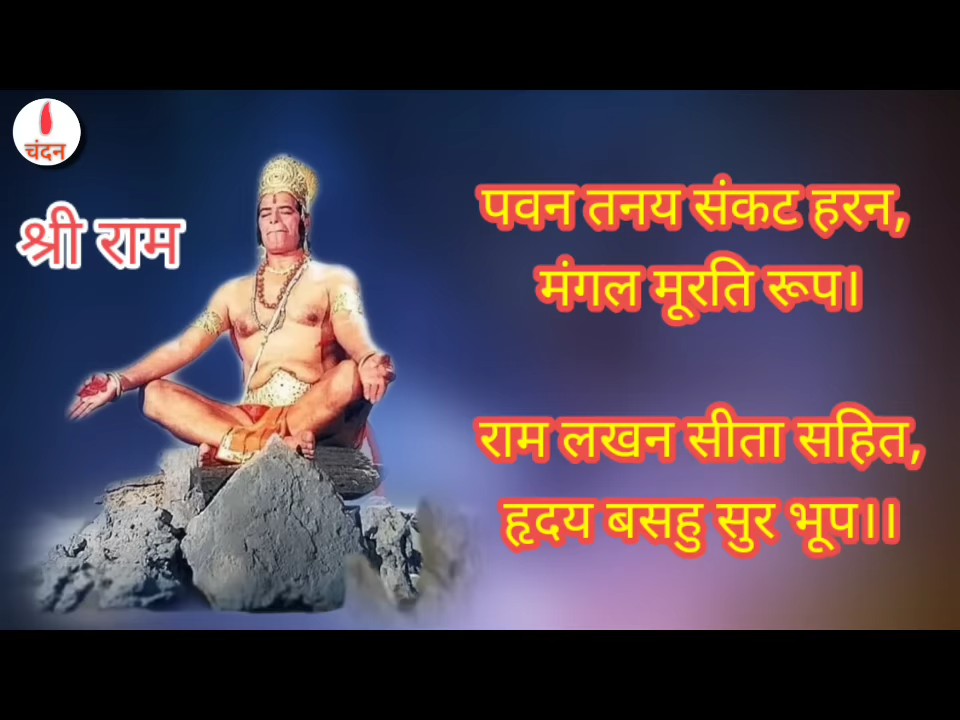 चंदन
श्री राम
पवन तनय संकट हरन,
मंगल मूरति रूप।
राम लखन सीता सहित,
हृदय बसहु सुर भूप।।